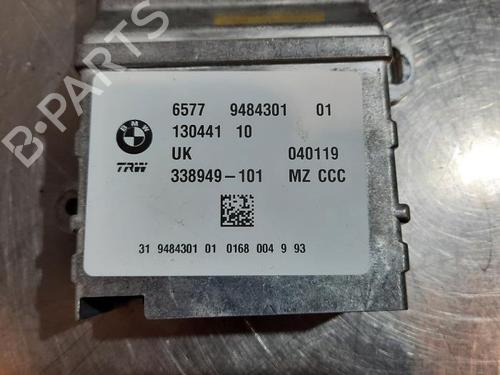 6577 9484301 01
130441 10
UK 040119
338949-101 MZ CCC
BMW
TRW
31 9484301 01 0168 004 9 93
B-PARTS